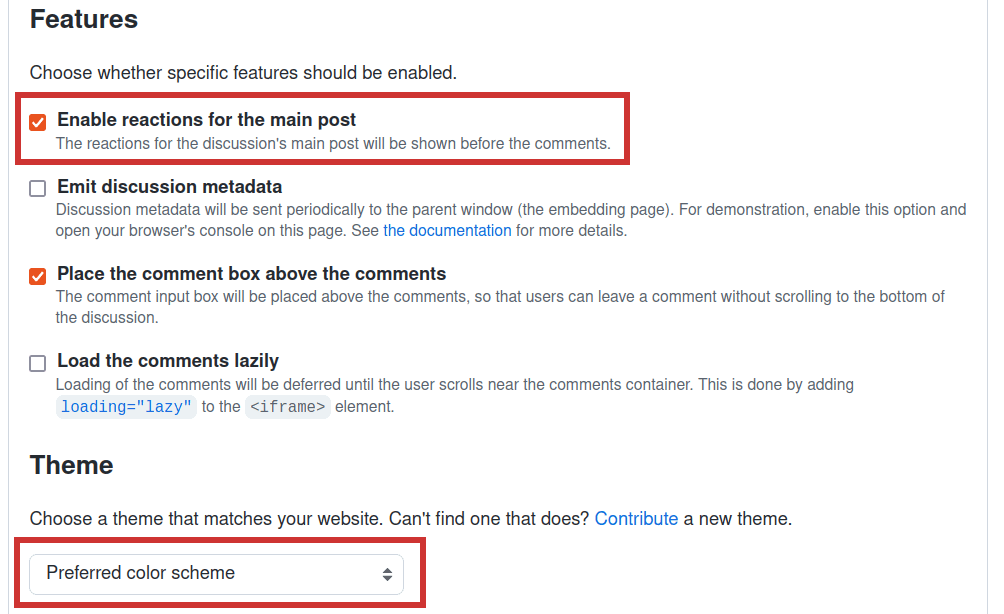 Features
Choose whether specific features should be enabled.
Enable reactions for the main post
The reactions for the discussion's main post will be shown before the comments.
Emit discussion metadata
Discussion metadata will be sent periodically to the parent window (the embedding page). For demonstration, enable this option and
open your browser's console on this page. See the documentation for more details.
Place the comment box above the comments
The comment input box will be placed above the comments, so that users can leave a comment without scrolling to the bottom of
the discussion.
Load the comments lazily
Loading of the comments will be deferred until the user scrolls near the comments container. This is done by adding
loading="lazy" to the <iframe> element.
Theme
Choose a theme that matches your website. Can't find one that does? Contribute a new theme.
Preferred color scheme